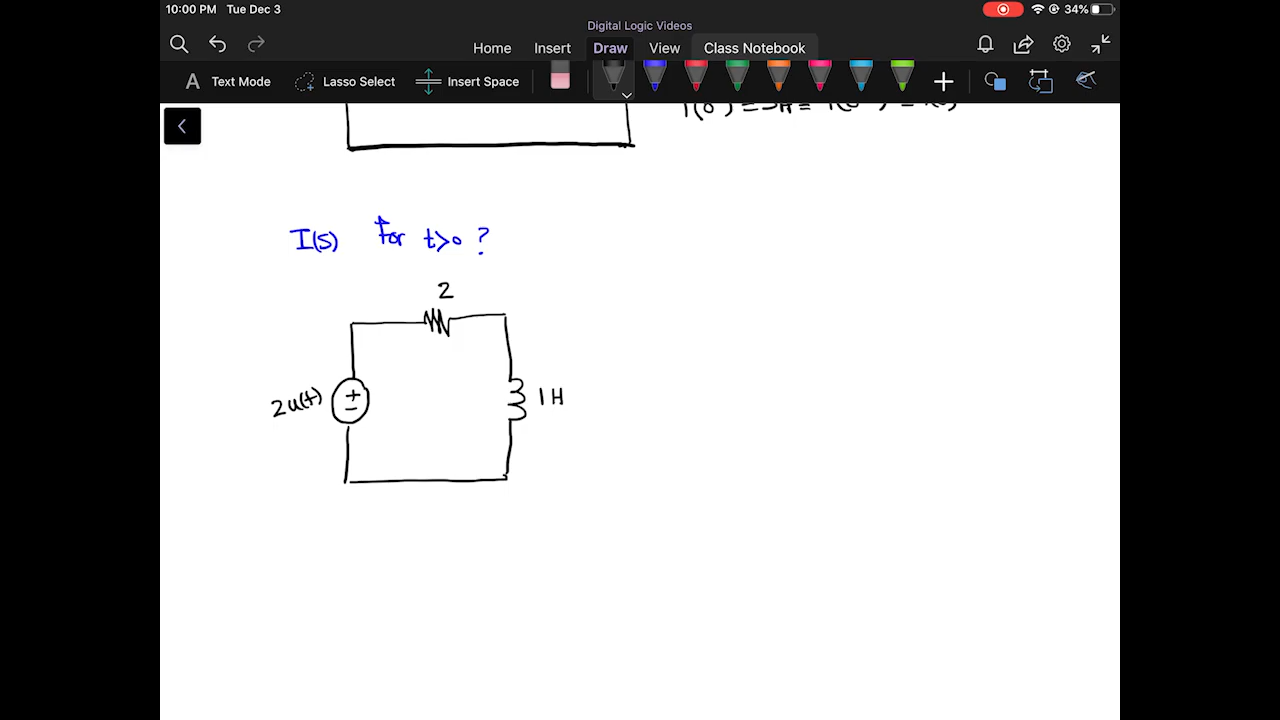 10:00 PM Tue Dec 3
34%
Digital Logic Videos
Home Insert Draw View Class Notebook
Text Mode Lasso Select Insert Space
I(s) for t>0 ?
2
2u(t)
+
−
1 H